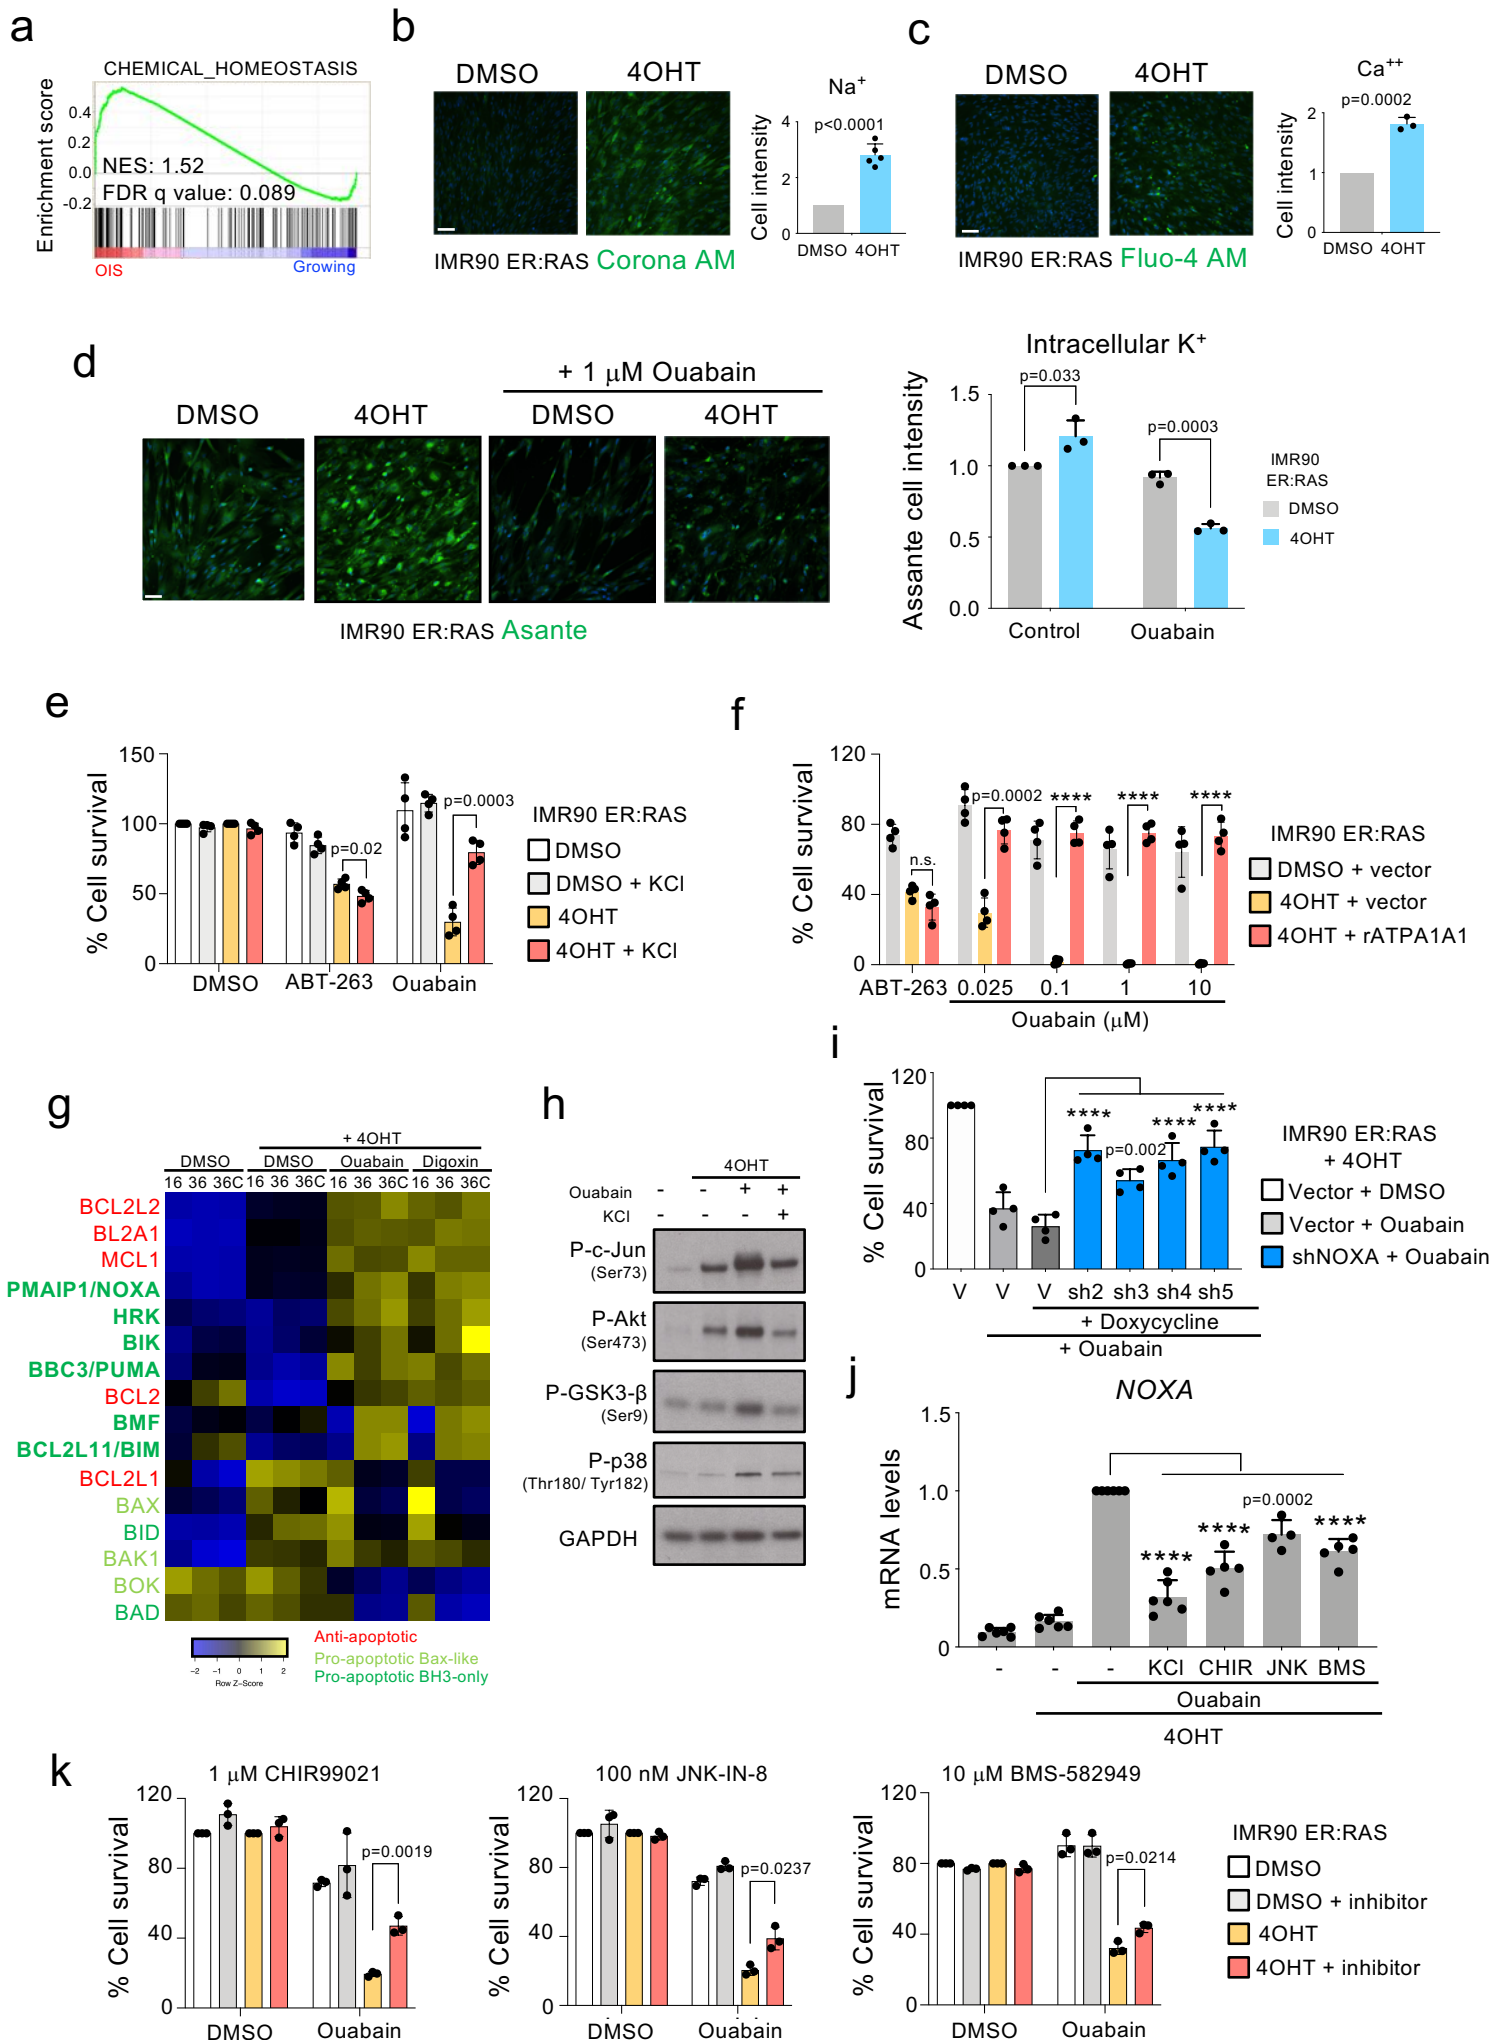 a
CHEMICAL_HOMEOSTASIS
Enrichment score
0.4
0.2
0.0
-0.2
NES: 1.52
FDR q value: 0.089
OIS
Growing
b
DMSO
4OHT
IMR90 ER:RAS Corona AM
Na+
p<0.0001
Cell intensity
4
2
0
DMSO 4OHT
c
DMSO
4OHT
IMR90 ER:RAS Fluo-4 AM
Ca++
p=0.0002
Cell intensity
2
1
0
DMSO 4OHT
d
+ 1 μM Ouabain
DMSO
4OHT
DMSO
4OHT
IMR90 ER:RAS Asante
Intracellular K+
Assante cell intensity
1.5
1.0
0.5
0.0
p=0.033
p=0.0003
Control
Ouabain
IMR90
ER:RAS
DMSO
4OHT
e
% Cell survival
150
100
50
0
p=0.02
p=0.0003
DMSO
ABT-263
Ouabain
IMR90 ER:RAS
DMSO
DMSO + KCl
4OHT
4OHT + KCl
f
% Cell survival
120
80
40
0
n.s.
p=0.0002
****
****
****
ABT-263
0.025
0.1
1
10
Ouabain (μM)
IMR90 ER:RAS
DMSO + vector
4OHT + vector
4OHT + rATPA1A1
g
+ 4OHT
DMSO
DMSO
Ouabain
Digoxin
16 36 36C 16 36 36C 16 36 36C 16 36 36C
BCL2L2
BL2A1
MCL1
PMAIP1/NOXA
HRK
BIK
BBC3/PUMA
BCL2
BMF
BCL2L11/BIM
BCL2L1
BAX
BID
BAK1
BOK
BAD
−2 −1 0 1 2
Row Z−Score
Anti-apoptotic
Pro-apoptotic Bax-like
Pro-apoptotic BH3-only
h
4OHT
Ouabain - - + +
KCl - - - +
P-c-Jun
(Ser73)
P-Akt
(Ser473)
P-GSK3-β
(Ser9)
P-p38
(Thr180/ Tyr182)
GAPDH
i
% Cell survival
120
80
40
0
****
p=0.002
****
****
V
V
V
sh2
sh3
sh4
sh5
+ Doxycycline
+ Ouabain
IMR90 ER:RAS
+ 4OHT
Vector + DMSO
Vector + Ouabain
shNOXA + Ouabain
j
NOXA
mRNA levels
1.5
1.0
0.5
0
****
****
p=0.0002
****
-
-
-
KCl
CHIR
JNK
BMS
Ouabain
4OHT
k
1 μM CHIR99021
% Cell survival
120
80
40
0
p=0.0019
DMSO
Ouabain
100 nM JNK-IN-8
% Cell survival
120
80
40
0
p=0.0237
DMSO
Ouabain
10 μM BMS-582949
% Cell survival
120
80
40
0
p=0.0214
DMSO
Ouabain
IMR90 ER:RAS
DMSO
DMSO + inhibitor
4OHT
4OHT + inhibitor